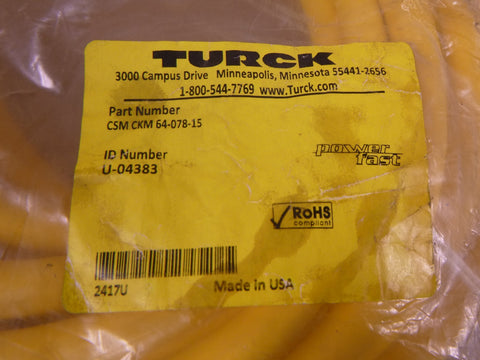 TURCK
3000 Campus Drive Minneapolis, Minnesota 55441-2656
1-800-544-7769 www.Turck.com
Part Number
CSM CKM 64-078-15
ID Number
U-04383
power
fast
RoHS
compliant
2417U
Made in USA